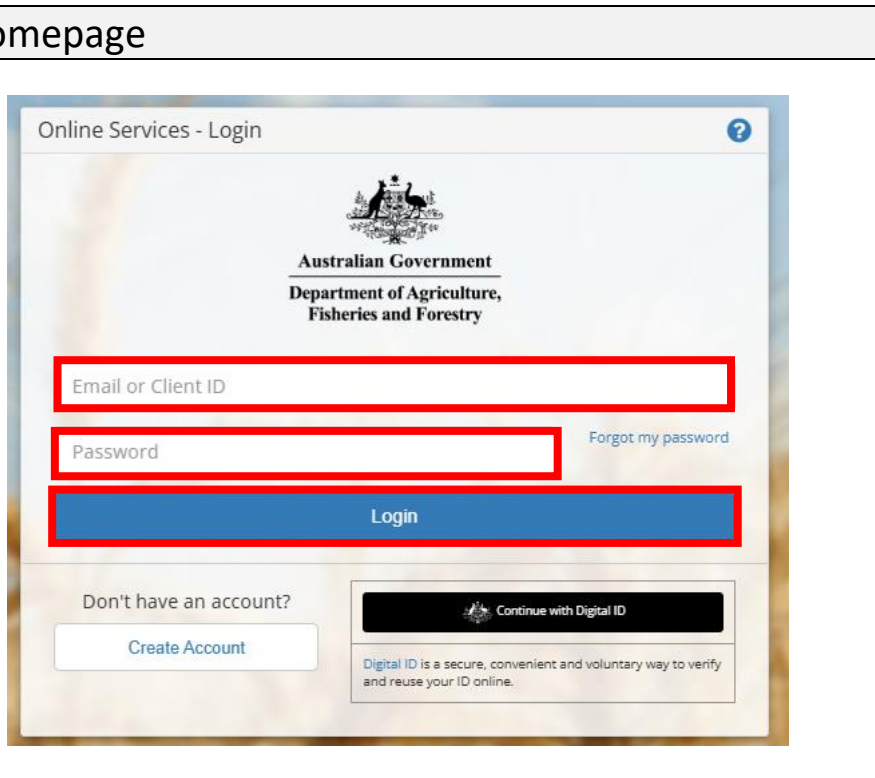 omepage
Online Services - Login
?
Australian Government
Department of Agriculture,
Fisheries and Forestry
Email or Client ID
Password
Forgot my password
Login
Don't have an account?
Create Account
Continue with Digital ID
Digital ID is a secure, convenient and voluntary way to verify
and reuse your ID online.